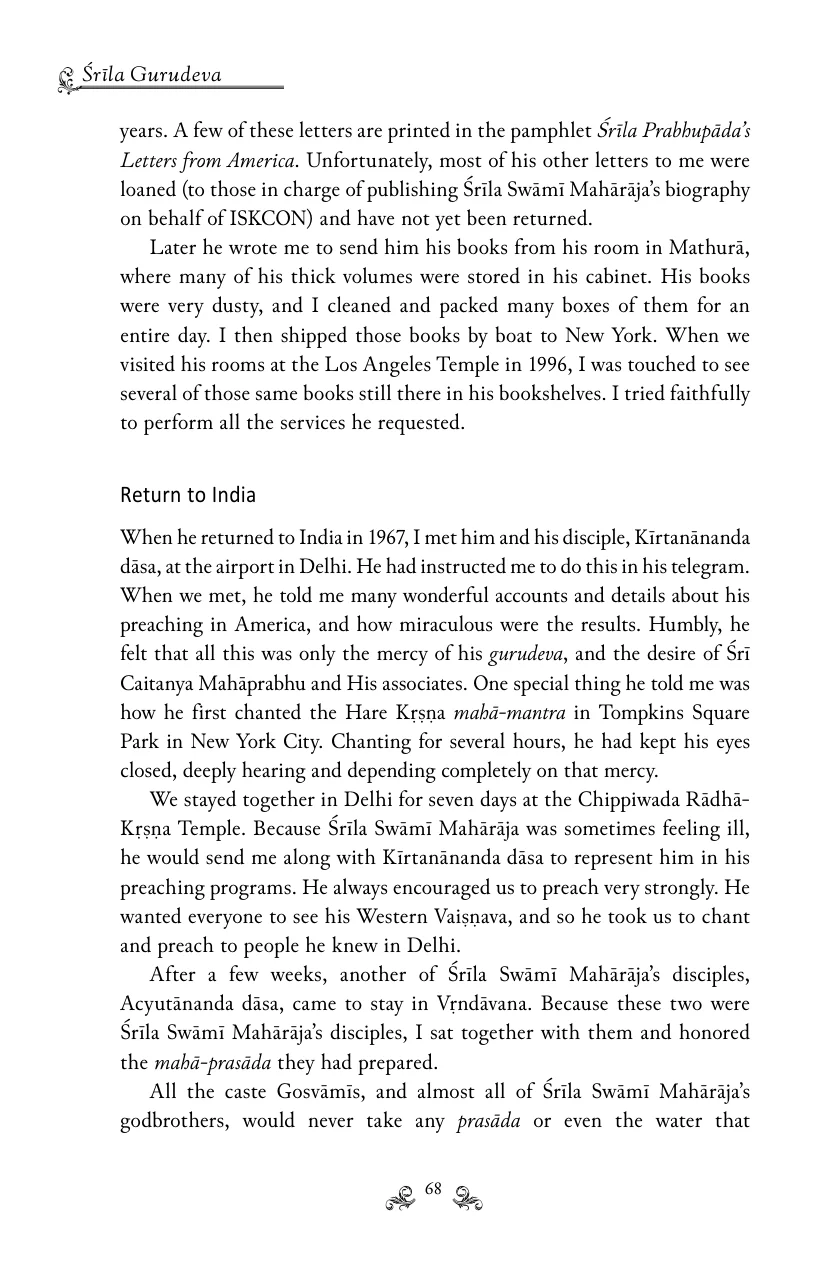 Śrīla Gurudeva
years. A few of these letters are printed in the pamphlet Śrīla Prabhupāda’s
Letters from America. Unfortunately, most of his other letters to me were
loaned (to those in charge of publishing Śrīla Swāmī Mahārāja’s biography
on behalf of ISKCON) and have not yet been returned.
Later he wrote me to send him his books from his room in Mathurā,
where many of his thick volumes were stored in his cabinet. His books
were very dusty, and I cleaned and packed many boxes of them for an
entire day. I then shipped those books by boat to New York. When we
visited his rooms at the Los Angeles Temple in 1996, I was touched to see
several of those same books still there in his bookshelves. I tried faithfully
to perform all the services he requested.
Return to India
When he returned to India in 1967, I met him and his disciple, Kīrtanānanda
dāsa, at the airport in Delhi. He had instructed me to do this in his telegram.
When we met, he told me many wonderful accounts and details about his
preaching in America, and how miraculous were the results. Humbly, he
felt that all this was only the mercy of his gurudeva, and the desire of Śrī
Caitanya Mahāprabhu and His associates. One special thing he told me was
how he first chanted the Hare Kṛṣṇa mahā-mantra in Tompkins Square
Park in New York City. Chanting for several hours, he had kept his eyes
closed, deeply hearing and depending completely on that mercy.
We stayed together in Delhi for seven days at the Chippiwada Rādhā-
Kṛṣṇa Temple. Because Śrīla Swāmī Mahārāja was sometimes feeling ill,
he would send me along with Kīrtanānanda dāsa to represent him in his
preaching programs. He always encouraged us to preach very strongly. He
wanted everyone to see his Western Vaiṣṇava, and so he took us to chant
and preach to people he knew in Delhi.
After a few weeks, another of Śrīla Swāmī Mahārāja’s disciples,
Acyutānanda dāsa, came to stay in Vṛndāvana. Because these two were
Śrīla Swāmī Mahārāja’s disciples, I sat together with them and honored
the mahā-prasāda they had prepared.
All the caste Gosvāmīs, and almost all of Śrīla Swāmī Mahārāja’s
godbrothers, would never take any prasāda or even the water that
68